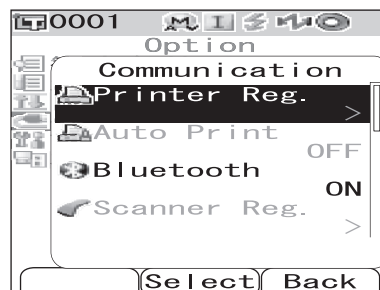 0001 M I
Option
Communication
Printer Reg.
>
Auto Print
OFF
Bluetooth
ON
Scanner Reg.
>
Select Back